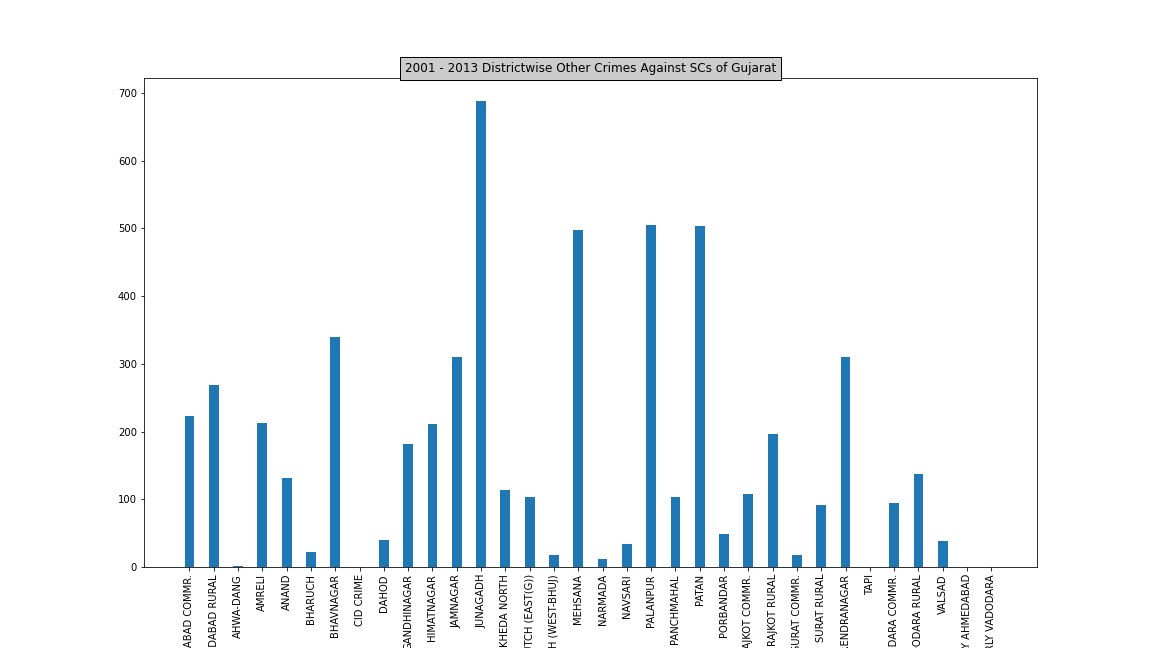 2001 - 2013 Districtwise Other Crimes Against SCs of Gujarat
700
600
500
400
300
200
100
0
ABAD COMMR.
DABAD RURAL
AHWA-DANG
AMRELI
ANAND
BHARUCH
BHAVNAGAR
CID CRIME
DAHOD
GANDHINAGAR
HIMATNAGAR
JAMNAGAR
JUNAGADH
KHEDA NORTH
UTCH (EAST(G))
H (WEST-BHUJ)
MEHSANA
NARMADA
NAVSARI
PALANPUR
PANCHMAHAL
PATAN
PORBANDAR
AJKOT COMMR.
RAJKOT RURAL
SURAT COMMR.
SURAT RURAL
ENDRANAGAR
TAPI
DARA COMMR.
ODARA RURAL
VALSAD
Y AHMEDABAD
RLY VADODARA